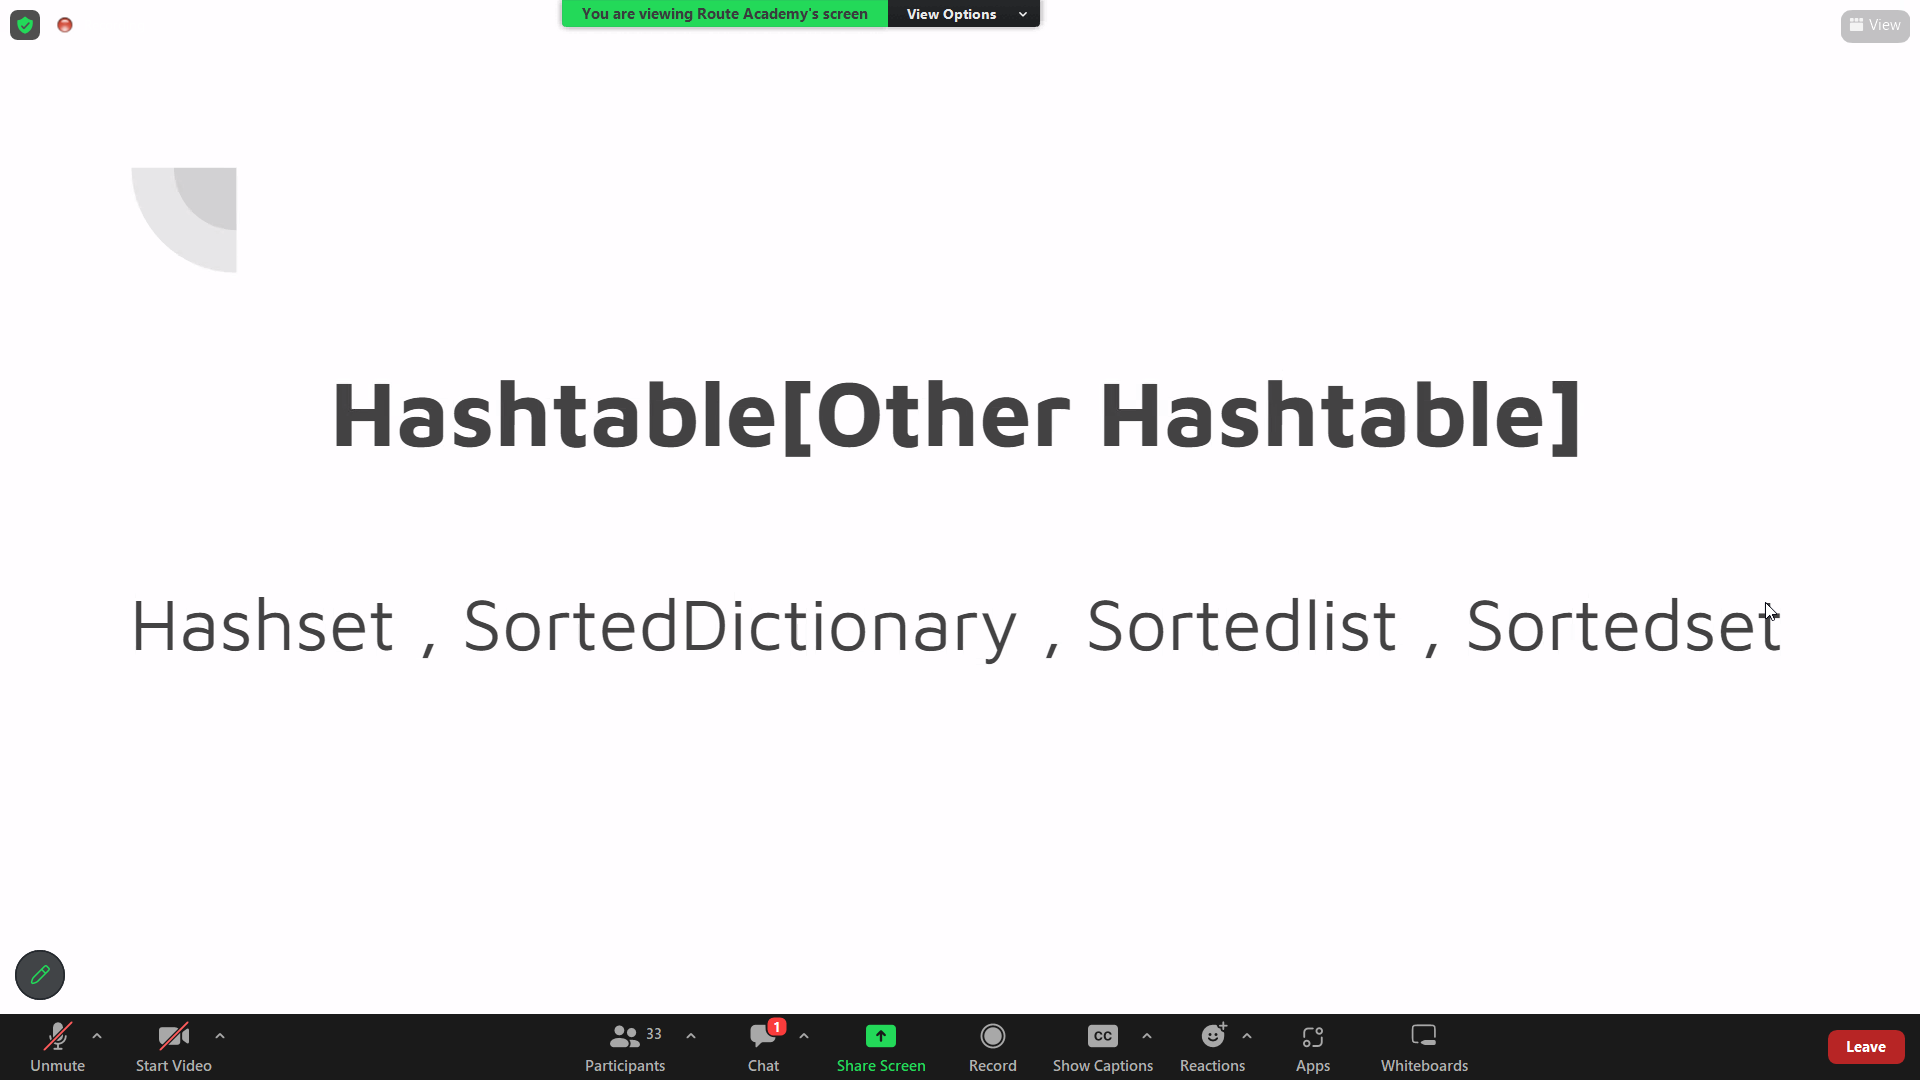 You are viewing Route Academy's screen View Options
View
Hashtable[Other Hashtable]
Hashset , SortedDictionary , Sortedlist , Sortedset
33 1 CC
Unmute Start Video Participants Chat Share Screen Record Show Captions Reactions Apps Whiteboards Leave